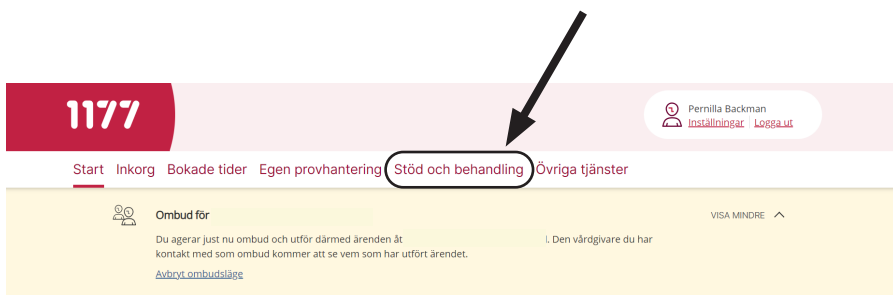 1177
Pernilla Backman
Inställningar Logga ut
Start Inkorg Bokade tider Egen provhantering Stöd och behandling Övriga tjänster
Ombud för
VISA MINDRE
Du agerar just nu ombud och utför därmed ärenden åt l. Den vårdgivare du har
kontakt med som ombud kommer att se vem som har utfört ärendet.
Avbryt ombudsläge